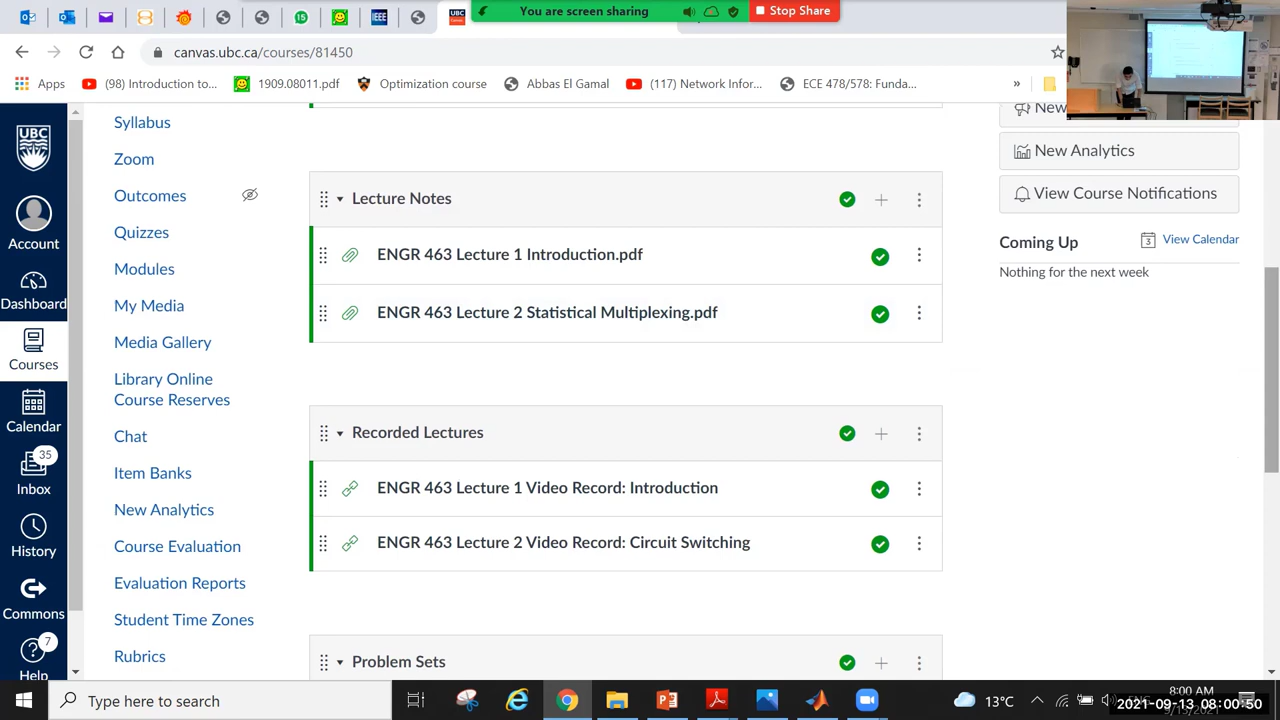 You are screen sharing
Stop Share
15
IEEE
UBC
canvas.ubc.ca/courses/81450
Apps
(98) Introduction to...
1909.08011.pdf
Optimization course
Abbas El Gamal
(117) Network Infor...
ECE 478/578: Funda...
»
UBC
Account
Dashboard
Courses
Calendar
35
Inbox
History
Commons
7
Help
Syllabus
Zoom
Outcomes
Quizzes
Modules
My Media
Media Gallery
Library Online
Course Reserves
Chat
Item Banks
New Analytics
Course Evaluation
Evaluation Reports
Student Time Zones
Rubrics
Lecture Notes
ENGR 463 Lecture 1 Introduction.pdf
ENGR 463 Lecture 2 Statistical Multiplexing.pdf
Recorded Lectures
ENGR 463 Lecture 1 Video Record: Introduction
ENGR 463 Lecture 2 Video Record: Circuit Switching
Problem Sets
New
New Analytics
View Course Notifications
Coming Up
3
View Calendar
Nothing for the next week
Type here to search
13°C
8:00 AM
2021-09-13 08:00:50